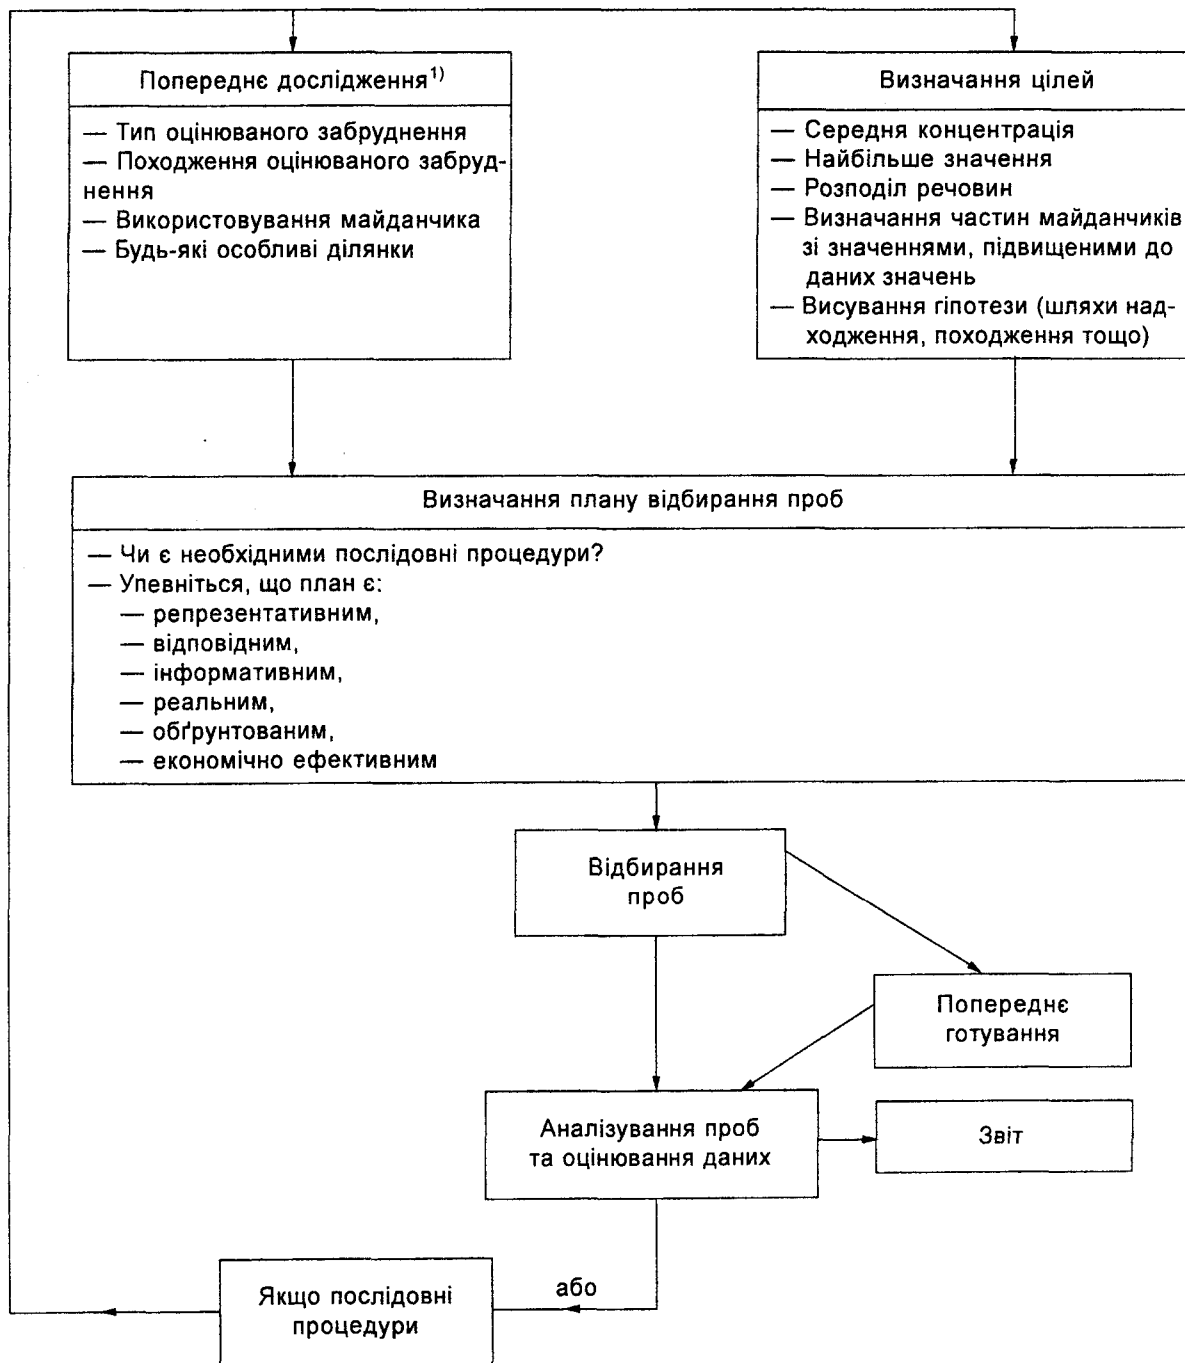 Попереднє дослідження1)
— Тип оцінюваного забруднення
— Походження оцінюваного забруд-
нення
— Використовування майданчика
— Будь-які особливі ділянки
Визначання цілей
— Середня концентрація
— Найбільше значення
— Розподіл речовин
— Визначання частин майданчиків
зі значеннями, підвищеними до
даних значень
— Висування гіпотези (шляхи над-
ходження, походження тощо)
Визначання плану відбирання проб
— Чи є необхідними послідовні процедури?
— Упевніться, що план є:
— репрезентативним,
— відповідним,
— інформативним,
— реальним,
— обґрунтованим,
— економічно ефективним
Відбирання
проб
Попереднє
готування
Аналізування проб
та оцінювання даних
Звіт
або
Якщо послідовні
процедури